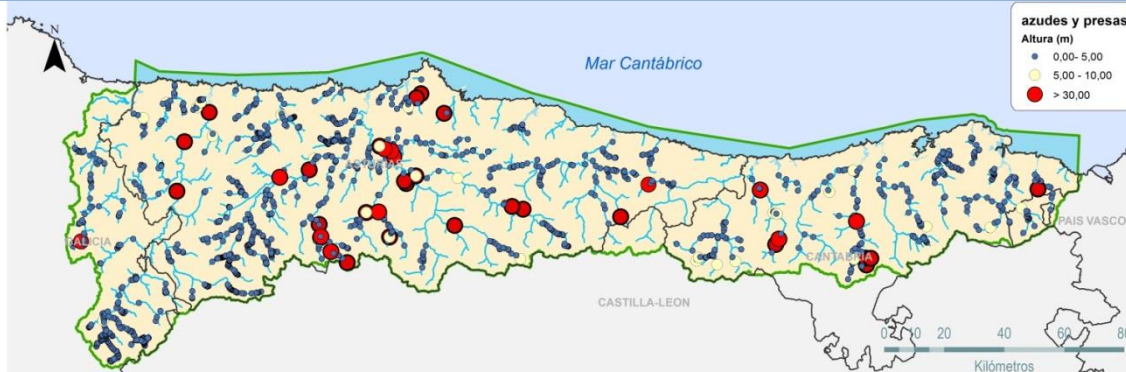 N
Mar Cantábrico
azudes y presas
Altura (m)
0,00- 5,00
5,00 - 10,00
> 30,00
GALICIA
PAIS VASCO
CANTABRIA
CASTILLA-LEON
0 10 20 40 60 80
Kilómetros